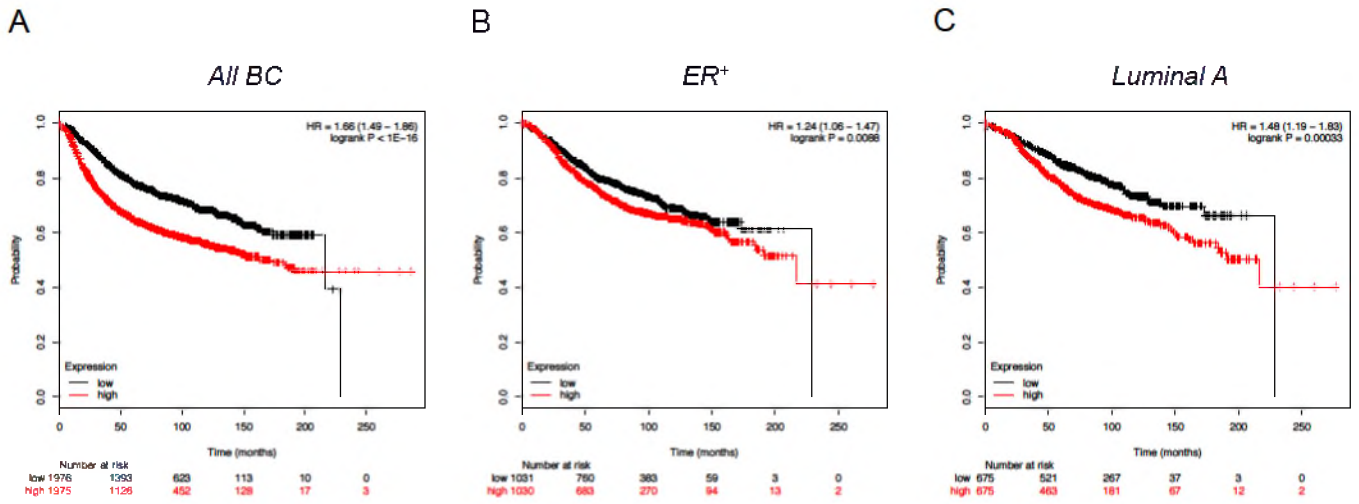 A
All BC
HR = 1.66 (1.49 – 1.86)
logrank P < 1E-16
Probability
1.0
0.8
0.6
0.4
0.2
0.0
Expression
low
high
0 50 100 150 200 250
Time (months)
Number at risk
low 1976 1393 623 113 10 0
high 1975 1126 452 128 17 3
B
ER⁺
HR = 1.24 (1.06 – 1.47)
logrank P = 0.0088
Probability
1.0
0.8
0.6
0.4
0.2
0.0
Expression
low
high
0 50 100 150 200 250
Time (months)
Number at risk
low 1031 760 363 59 3 0
high 1030 683 270 94 13 2
C
Luminal A
HR = 1.48 (1.19 – 1.83)
logrank P = 0.00033
Probability
1.0
0.8
0.6
0.4
0.2
0.0
Expression
low
high
0 50 100 150 200 250
Time (months)
Number at risk
low 675 521 267 37 3 0
high 675 463 181 67 12 2